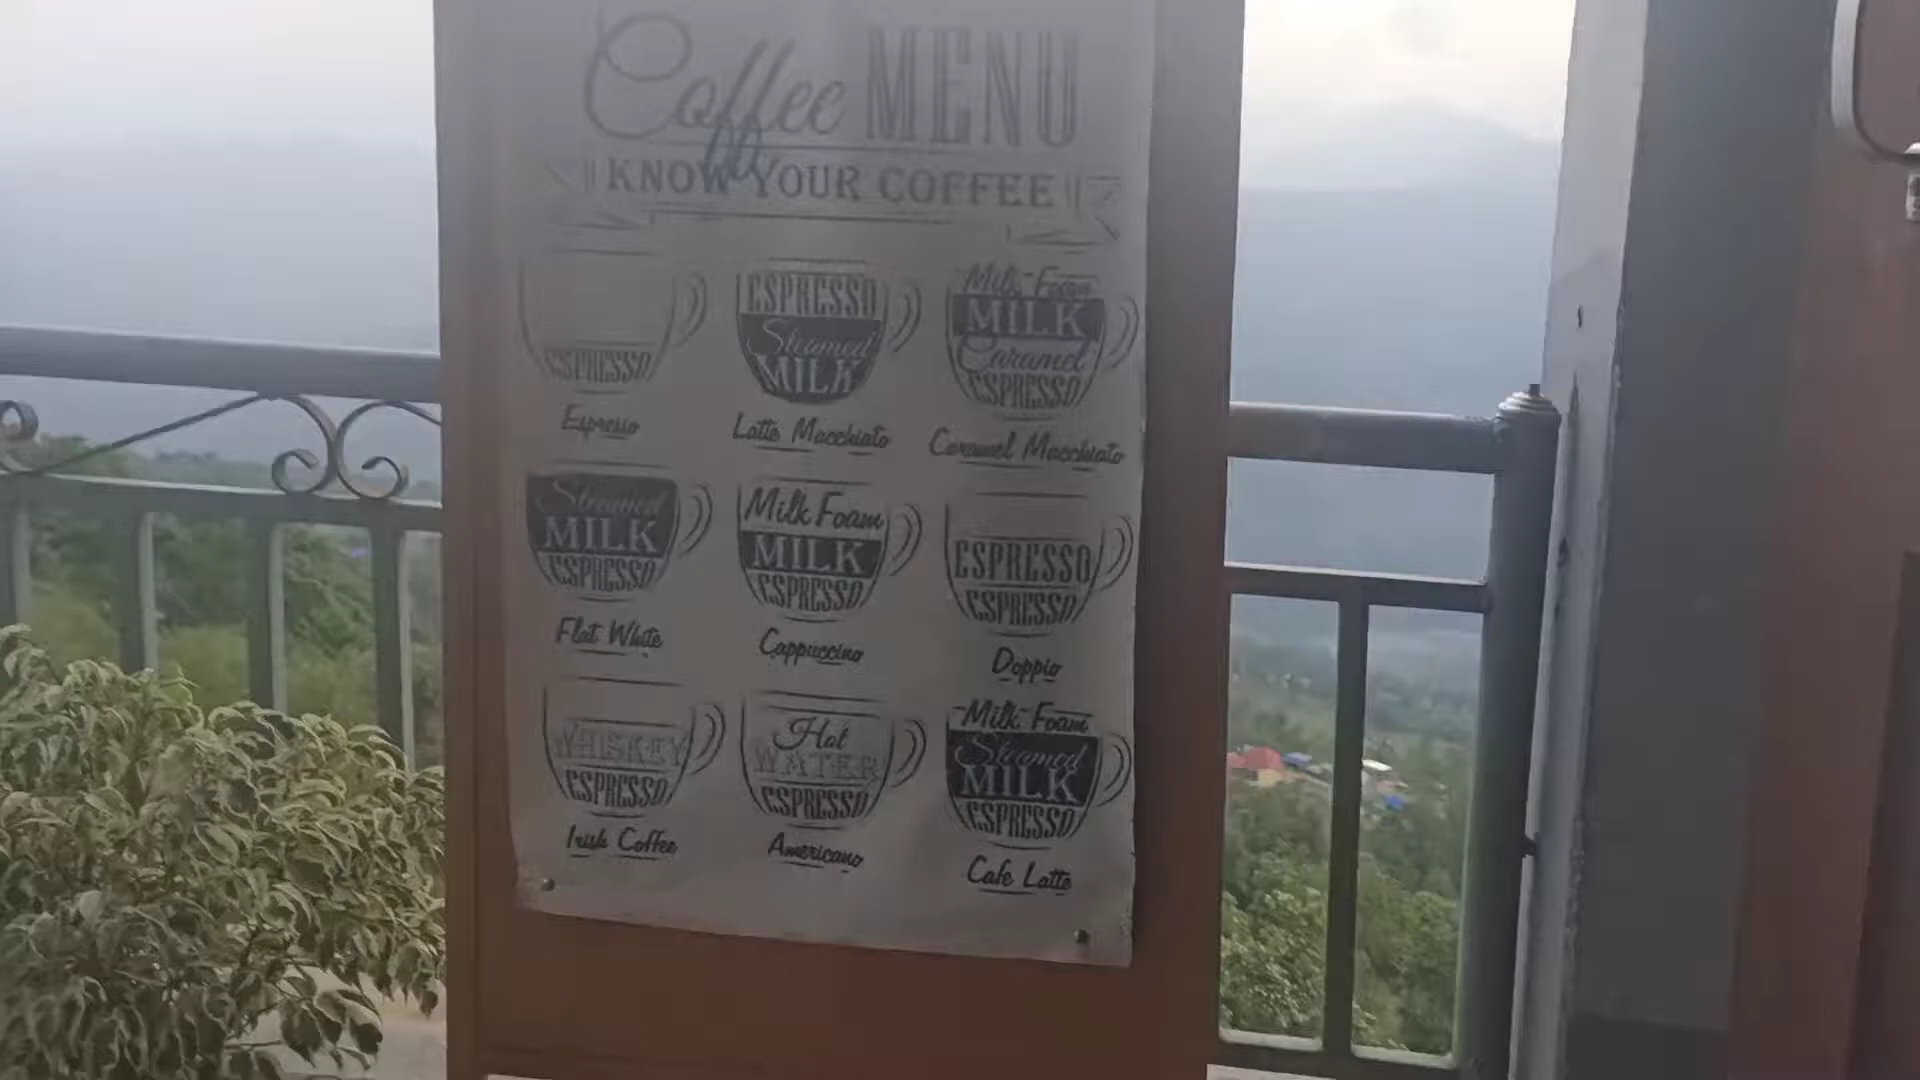 Coffee MENU
KNOW YOUR COFFEE
ESPRESSO
Espresso
ESPRESSO
Steamed
MILK
Latte Macchiato
Milk Foam
MILK
Caramel
ESPRESSO
Caramel Macchiato
Steamed
MILK
ESPRESSO
Flat White
Milk Foam
MILK
ESPRESSO
Cappuccino
ESPRESSO
ESPRESSO
Doppio
WHISKEY
ESPRESSO
Irish Coffee
Hot
WATER
ESPRESSO
Americano
Milk Foam
Steamed
MILK
ESPRESSO
Cafe Latte